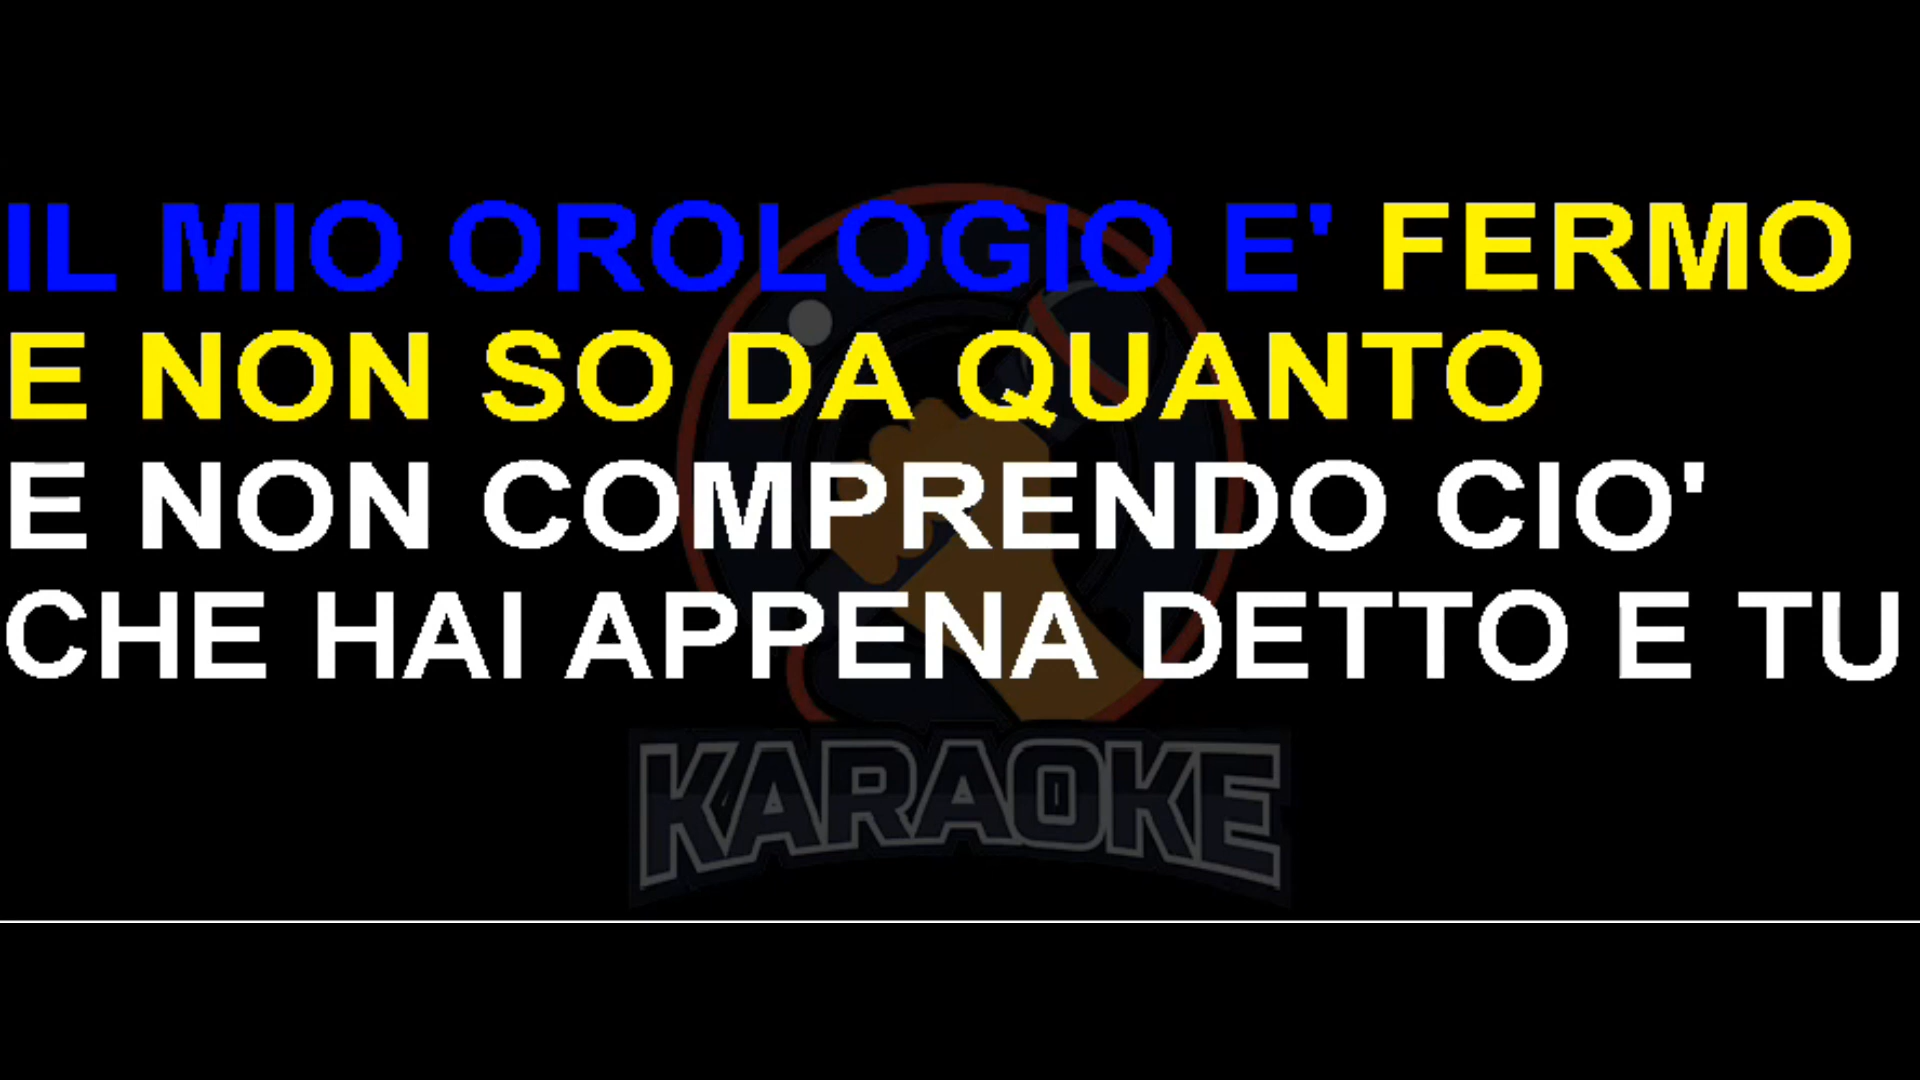 IL MIO OROLOGIO E' FERMO
E NON SO DA QUANTO
E NON COMPRENDO CIO'
CHE HAI APPENA DETTO E TU
KARAOKE